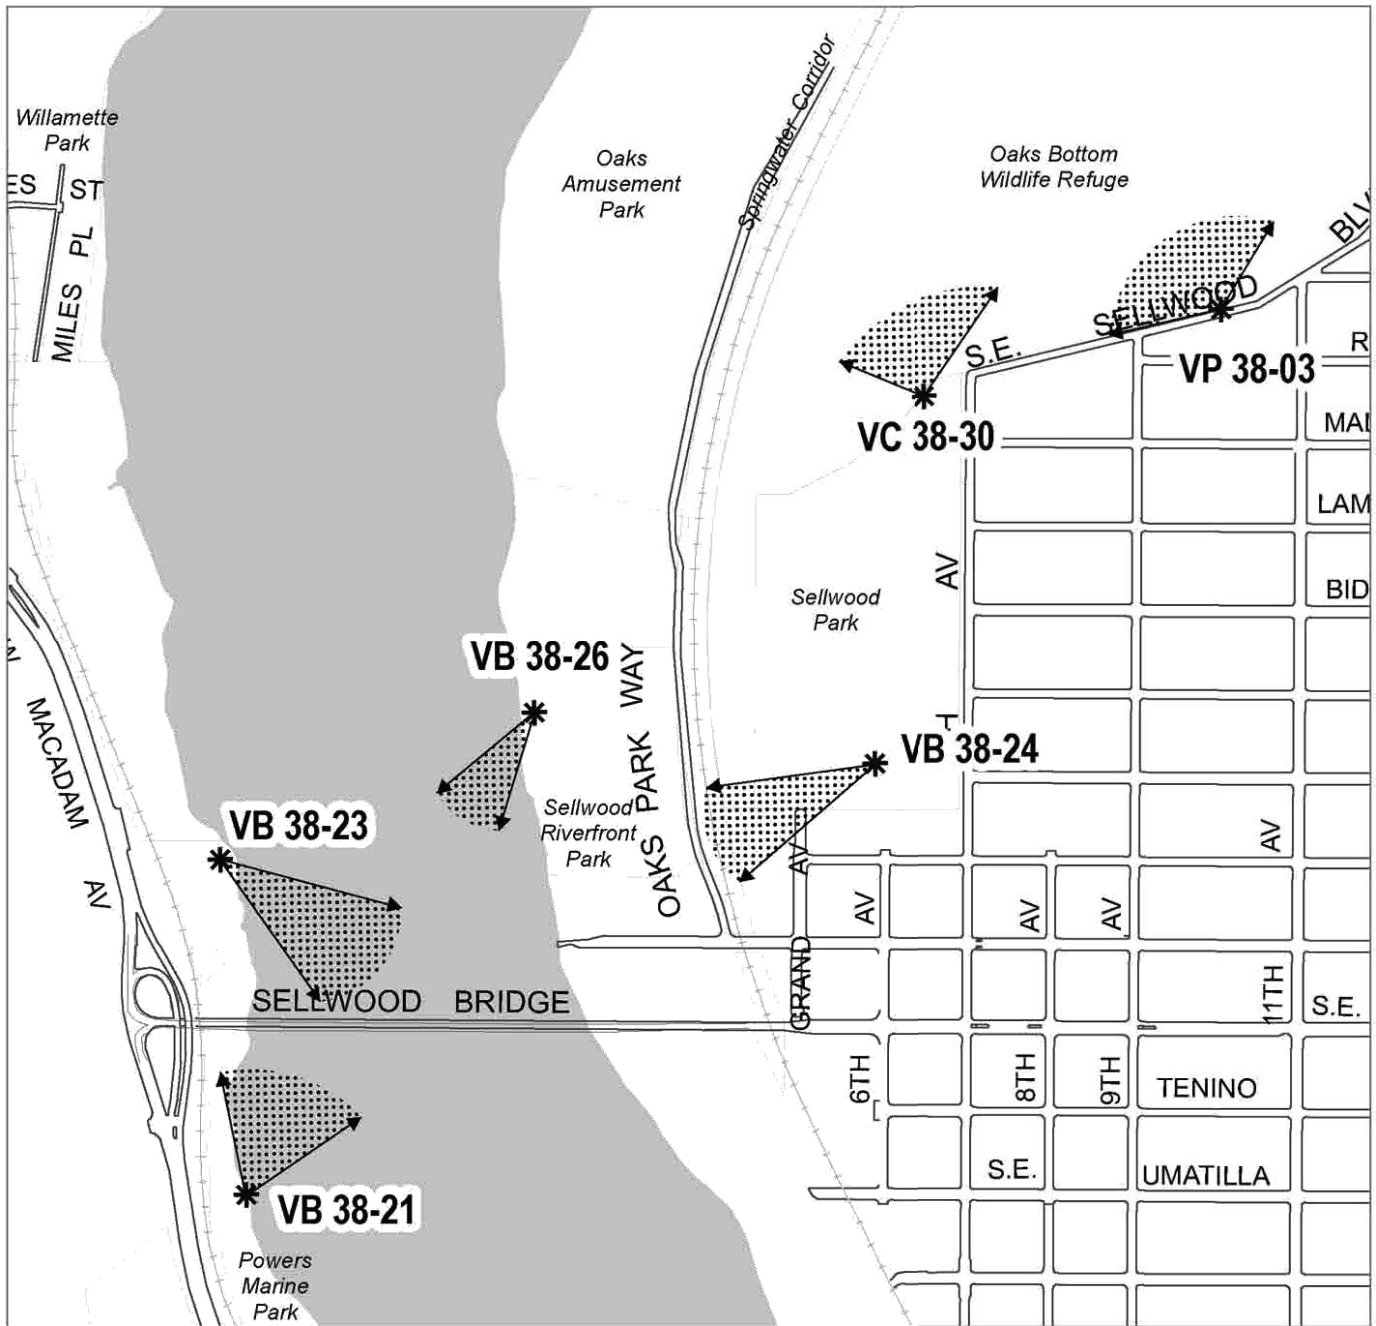 Springwater Corridor
Willamette
Park
Oaks
Amusement
Park
Oaks Bottom
Wildlife Refuge
ES ST
MILES PL
BLV
S.E. SELLWOOD
VP 38-03
R
VC 38-30
MAL
LAM
AV
BID
Sellwood
Park
VB 38-26
OAKS PARK WAY
MACADAM AV
VB 38-24
Sellwood
Riverfront
Park
VB 38-23
AV
AV
AV
AV
AV
GRAND
SELLWOOD BRIDGE
11TH
S.E.
6TH
8TH
9TH
TENINO
S.E.
UMATILLA
VB 38-21
Powers
Marine
Park